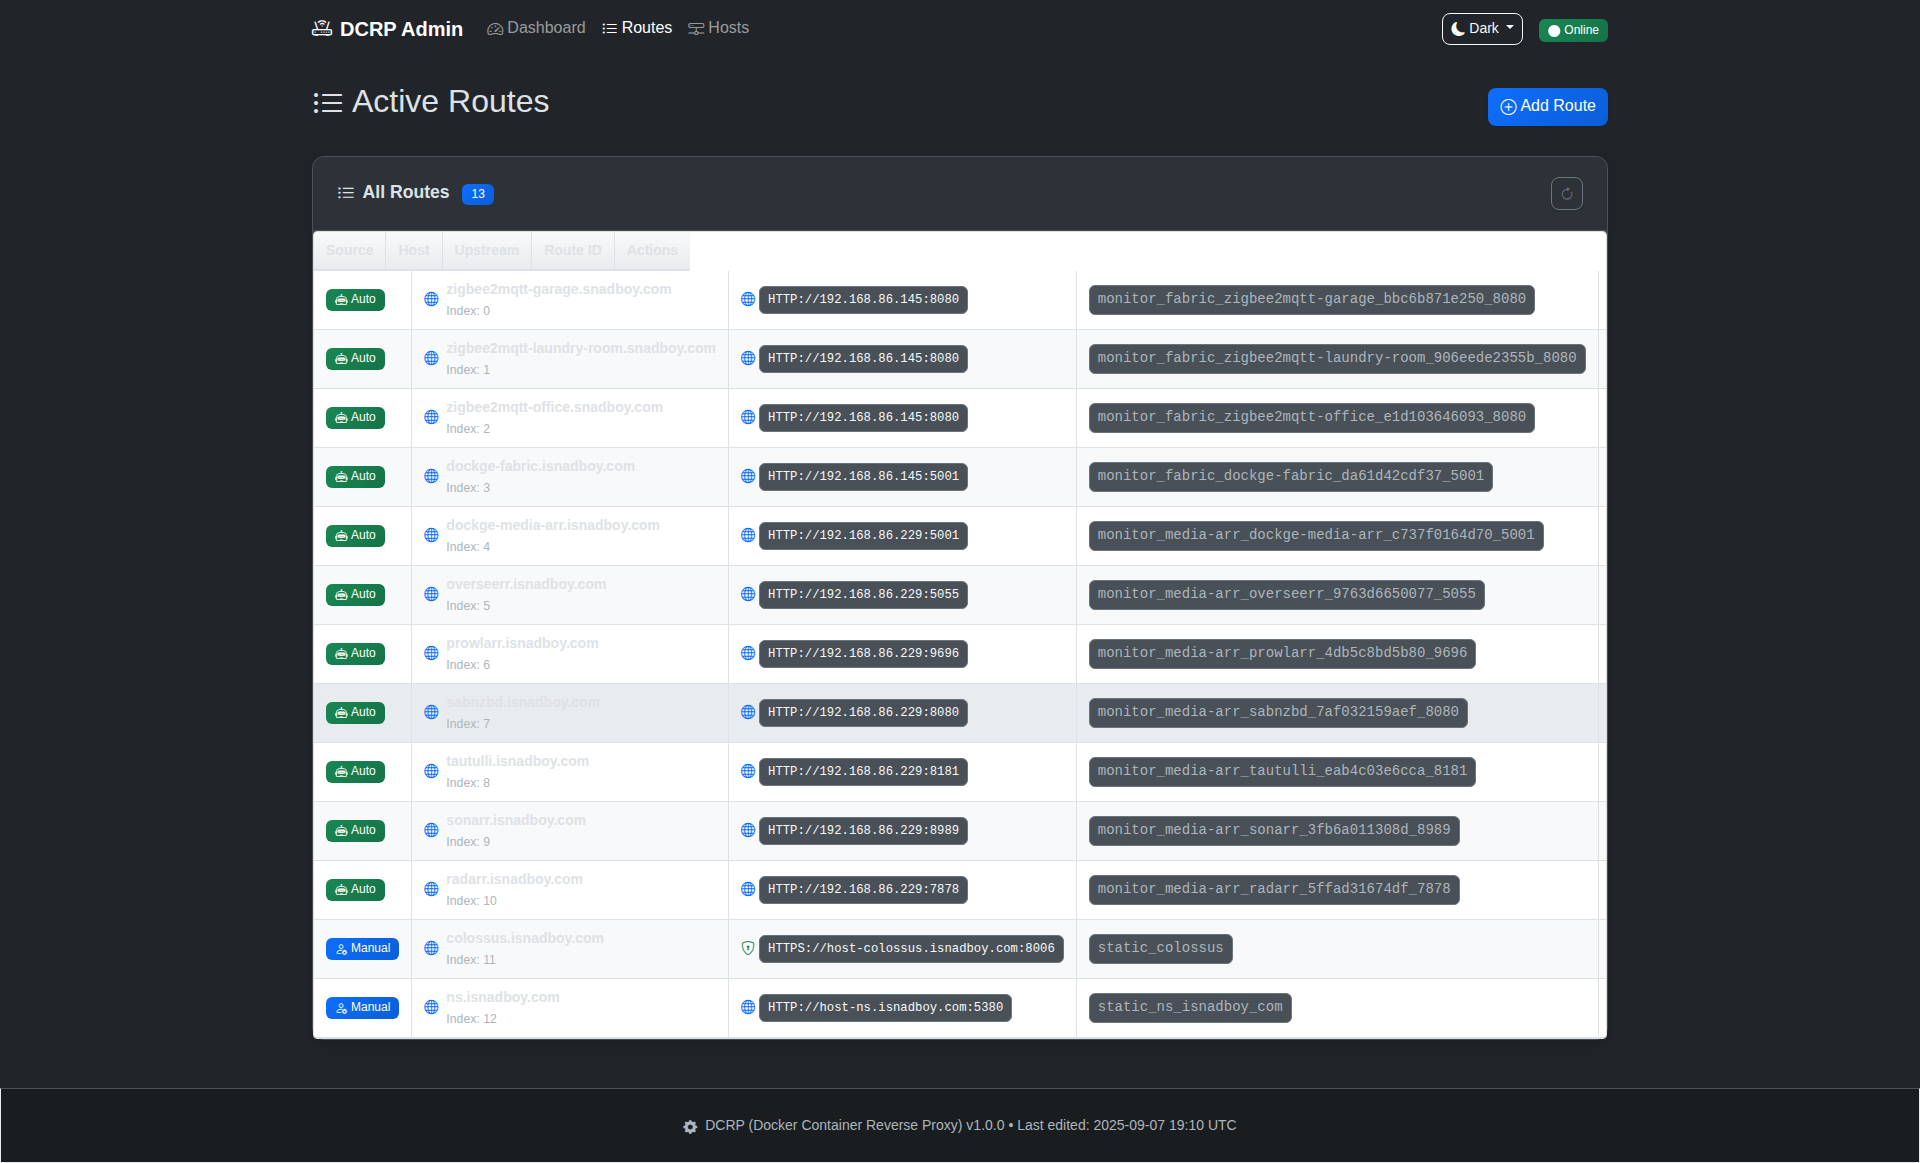 DCRP Admin Dashboard Routes Hosts Dark Online
Active Routes Add Route
All Routes 13
Source Host Upstream Route ID Actions
Auto zigbee2mqtt-garage.snadboy.com HTTP://192.168.86.145:8080 monitor_fabric_zigbee2mqtt-garage_bbc6b871e250_8080
Index: 0
Auto zigbee2mqtt-laundry-room.snadboy.com HTTP://192.168.86.145:8080 monitor_fabric_zigbee2mqtt-laundry-room_906eede2355b_8080
Index: 1
Auto zigbee2mqtt-office.snadboy.com HTTP://192.168.86.145:8080 monitor_fabric_zigbee2mqtt-office_e1d103646093_8080
Index: 2
Auto dockge-fabric.isnadboy.com HTTP://192.168.86.145:5001 monitor_fabric_dockge-fabric_da61d42cdf37_5001
Index: 3
Auto dockge-media-arr.isnadboy.com HTTP://192.168.86.229:5001 monitor_media-arr_dockge-media-arr_c737f0164d70_5001
Index: 4
Auto overseerr.isnadboy.com HTTP://192.168.86.229:5055 monitor_media-arr_overseerr_9763d6650077_5055
Index: 5
Auto prowlarr.isnadboy.com HTTP://192.168.86.229:9696 monitor_media-arr_prowlarr_4db5c8bd5b80_9696
Index: 6
Auto sabnzbd.isnadboy.com HTTP://192.168.86.229:8080 monitor_media-arr_sabnzbd_7af032159aef_8080
Index: 7
Auto tautulli.isnadboy.com HTTP://192.168.86.229:8181 monitor_media-arr_tautulli_eab4c03e6cca_8181
Index: 8
Auto sonarr.isnadboy.com HTTP://192.168.86.229:8989 monitor_media-arr_sonarr_3fb6a011308d_8989
Index: 9
Auto radarr.isnadboy.com HTTP://192.168.86.229:7878 monitor_media-arr_radarr_5ffad31674df_7878
Index: 10
Manual colossus.isnadboy.com HTTPS://host-colossus.isnadboy.com:8006 static_colossus
Index: 11
Manual ns.isnadboy.com HTTP://host-ns.isnadboy.com:5380 static_ns_isnadboy_com
Index: 12
DCRP (Docker Container Reverse Proxy) v1.0.0 • Last edited: 2025-09-07 19:10 UTC